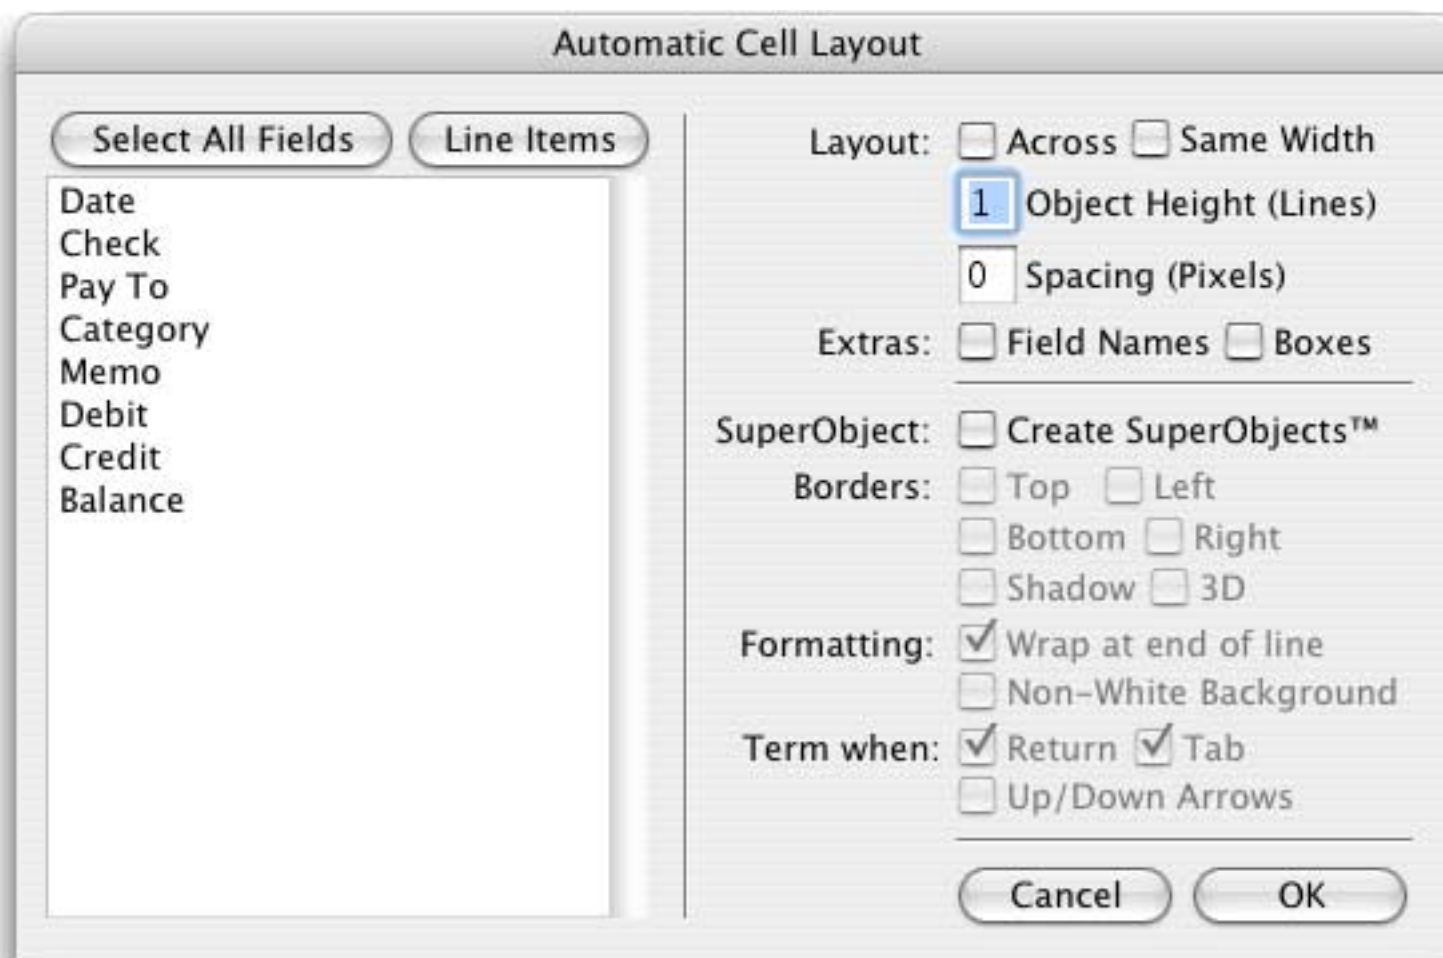 Automatic Cell Layout
Select All Fields
Line Items
Date
Check
Pay To
Category
Memo
Debit
Credit
Balance
Layout: Across Same Width
1 Object Height (Lines)
0 Spacing (Pixels)
Extras: Field Names Boxes
SuperObject: Create SuperObjects™
Borders: Top Left
Bottom Right
Shadow 3D
Formatting: Wrap at end of line
Non-White Background
Term when: Return Tab
Up/Down Arrows
Cancel OK